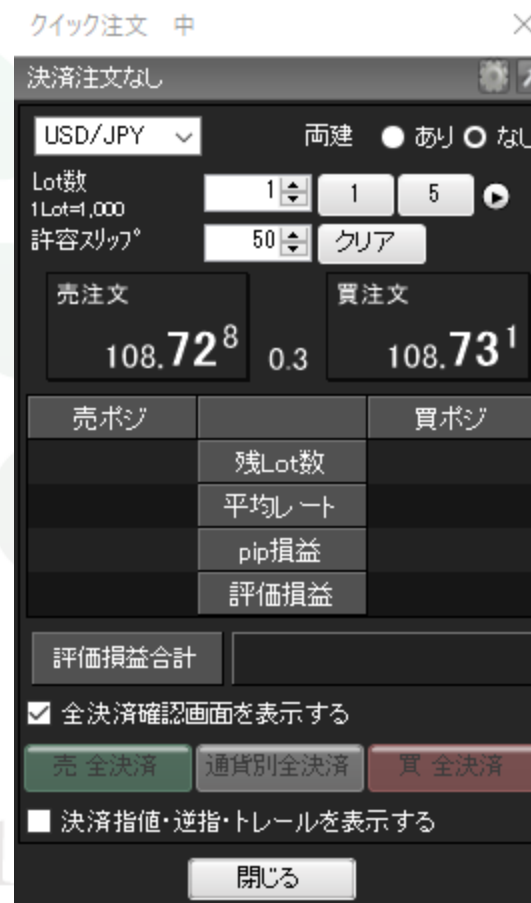 クイック注文 中
決済注文なし
USD/JPY 両建 あり なし
Lot数 1 1 5
1Lot=1,000
許容スリップ 50 クリア
売注文 買注文
108.728 0.3 108.731
売ポジ 買ポジ
残Lot数
平均レート
pip損益
評価損益
評価損益合計
全決済確認画面を表示する
売 全決済 通貨別全決済 買 全決済
決済指値・逆指・トレールを表示する
閉じる